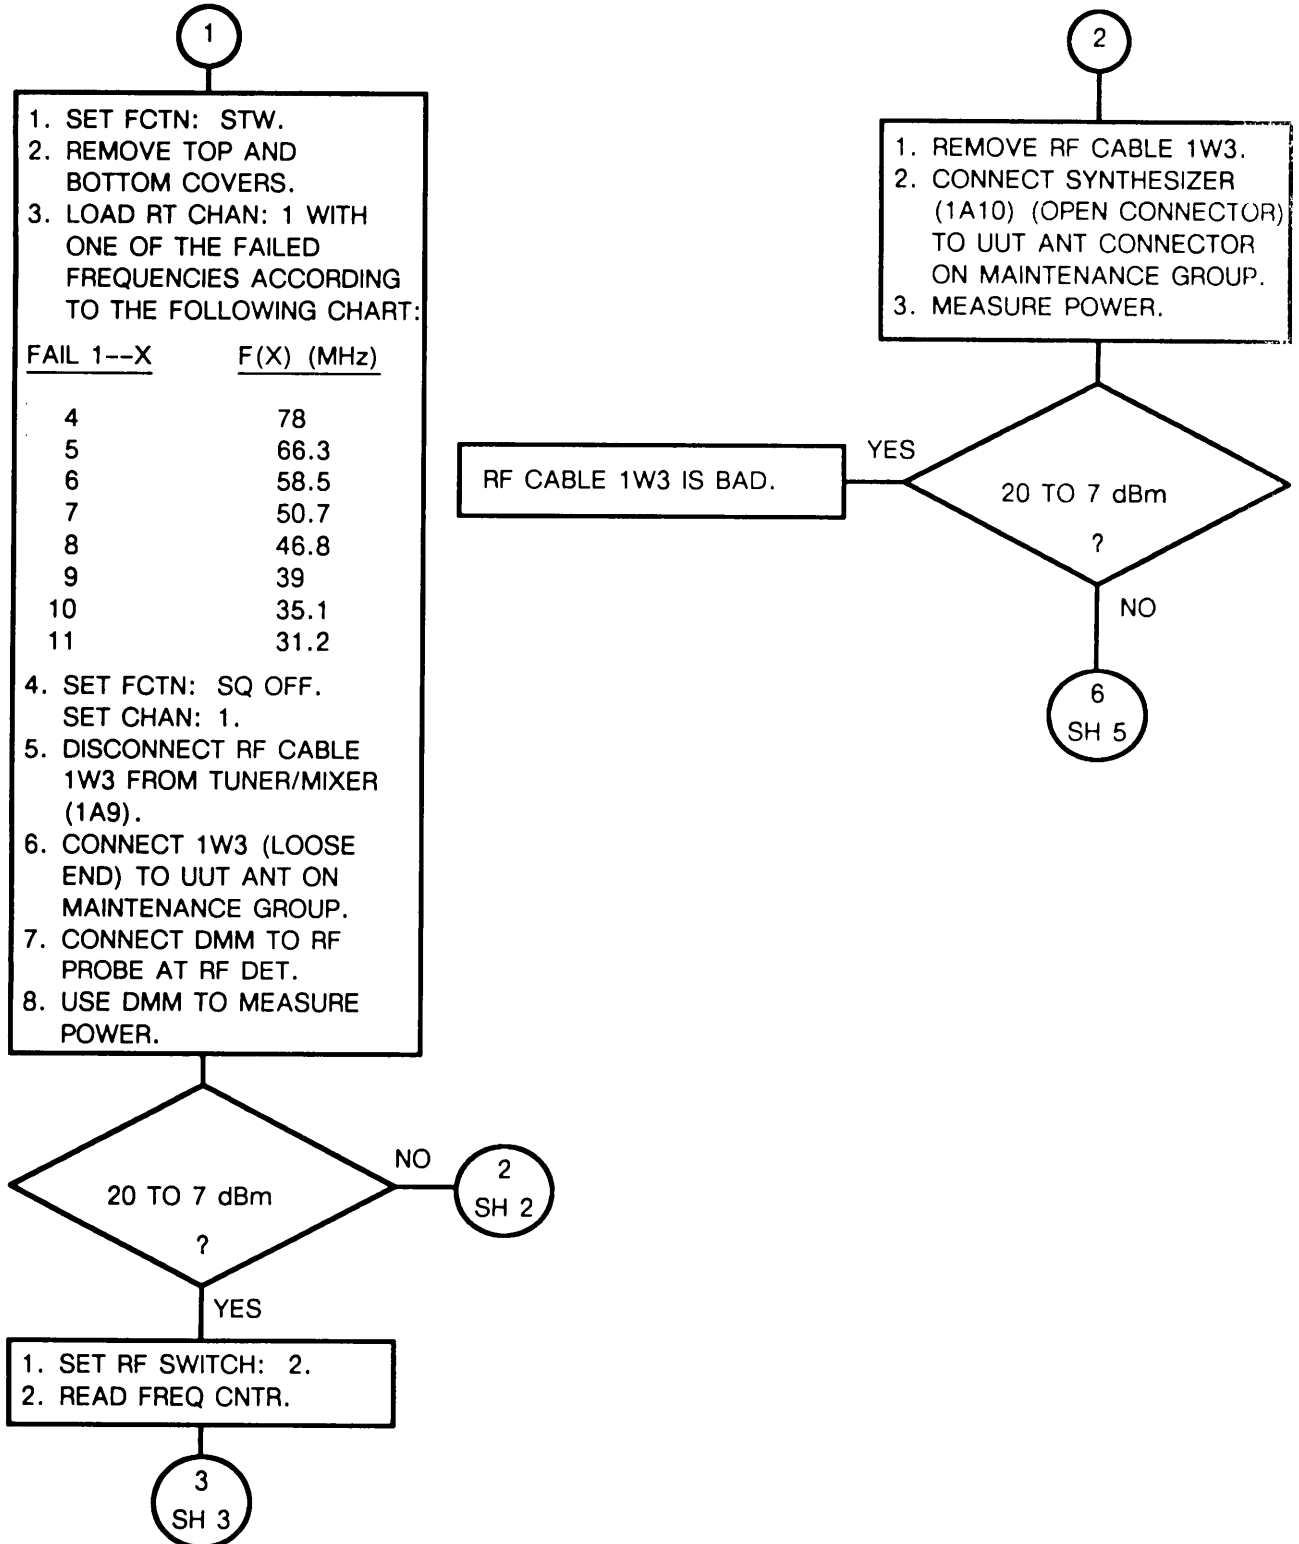 1
1. SET FCTN: STW.
2. REMOVE TOP AND
BOTTOM COVERS.
3. LOAD RT CHAN: 1 WITH
ONE OF THE FAILED
FREQUENCIES ACCORDING
TO THE FOLLOWING CHART:
FAIL 1--X F(X) (MHz)
4 78
5 66.3
6 58.5
7 50.7
8 46.8
9 39
10 35.1
11 31.2
4. SET FCTN: SQ OFF.
SET CHAN: 1.
5. DISCONNECT RF CABLE
1W3 FROM TUNER/MIXER
(1A9).
6. CONNECT 1W3 (LOOSE
END) TO UUT ANT ON
MAINTENANCE GROUP.
7. CONNECT DMM TO RF
PROBE AT RF DET.
8. USE DMM TO MEASURE
POWER.
20 TO 7 dBm
?
NO
2
SH 2
YES
1. SET RF SWITCH: 2.
2. READ FREQ CNTR.
3
SH 3
2
1. REMOVE RF CABLE 1W3.
2. CONNECT SYNTHESIZER
(1A10) (OPEN CONNECTOR)
TO UUT ANT CONNECTOR
ON MAINTENANCE GROUP.
3. MEASURE POWER.
20 TO 7 dBm
?
YES
RF CABLE 1W3 IS BAD.
NO
6
SH 5